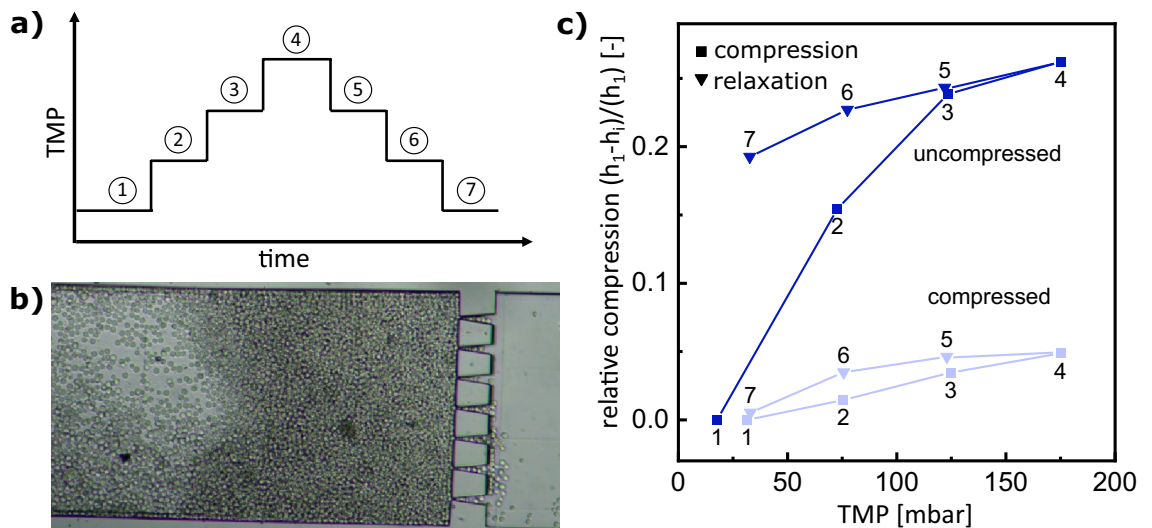 a)
TMP
1
2
3
4
5
6
7
time
b)
c)
relative compression (h₁-hᵢ)/(h₁) [-]
0.2
0.1
0.0
compression
relaxation
uncompressed
compressed
1
2
3
4
5
6
7
1
2
3
4
5
6
7
0
50
100
150
200
TMP [mbar]